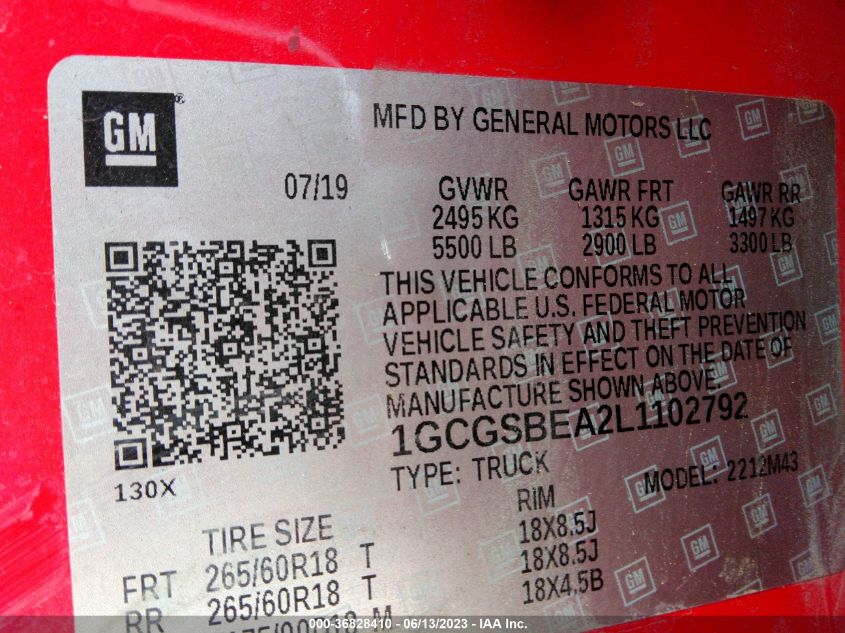 GM
MFD BY GENERAL MOTORS LLC
07/19
GVWR GAWR FRT GAWR RR
2495 KG 1315 KG 1497 KG
5500 LB 2900 LB 3300 LB
THIS VEHICLE CONFORMS TO ALL
APPLICABLE U.S. FEDERAL MOTOR
VEHICLE SAFETY AND THEFT PREVENTION
STANDARDS IN EFFECT ON THE DATE OF
MANUFACTURE SHOWN ABOVE.
1GCGSBEA2L1102792
130X
TYPE: TRUCK MODEL: 2212M43
TIRE SIZE RIM
FRT 265/60R18 T 18X8.5J
RR 265/60R18 T 18X8.5J
M 18X4.5B
000-36828410 - 06/13/2023 - IAA Inc.